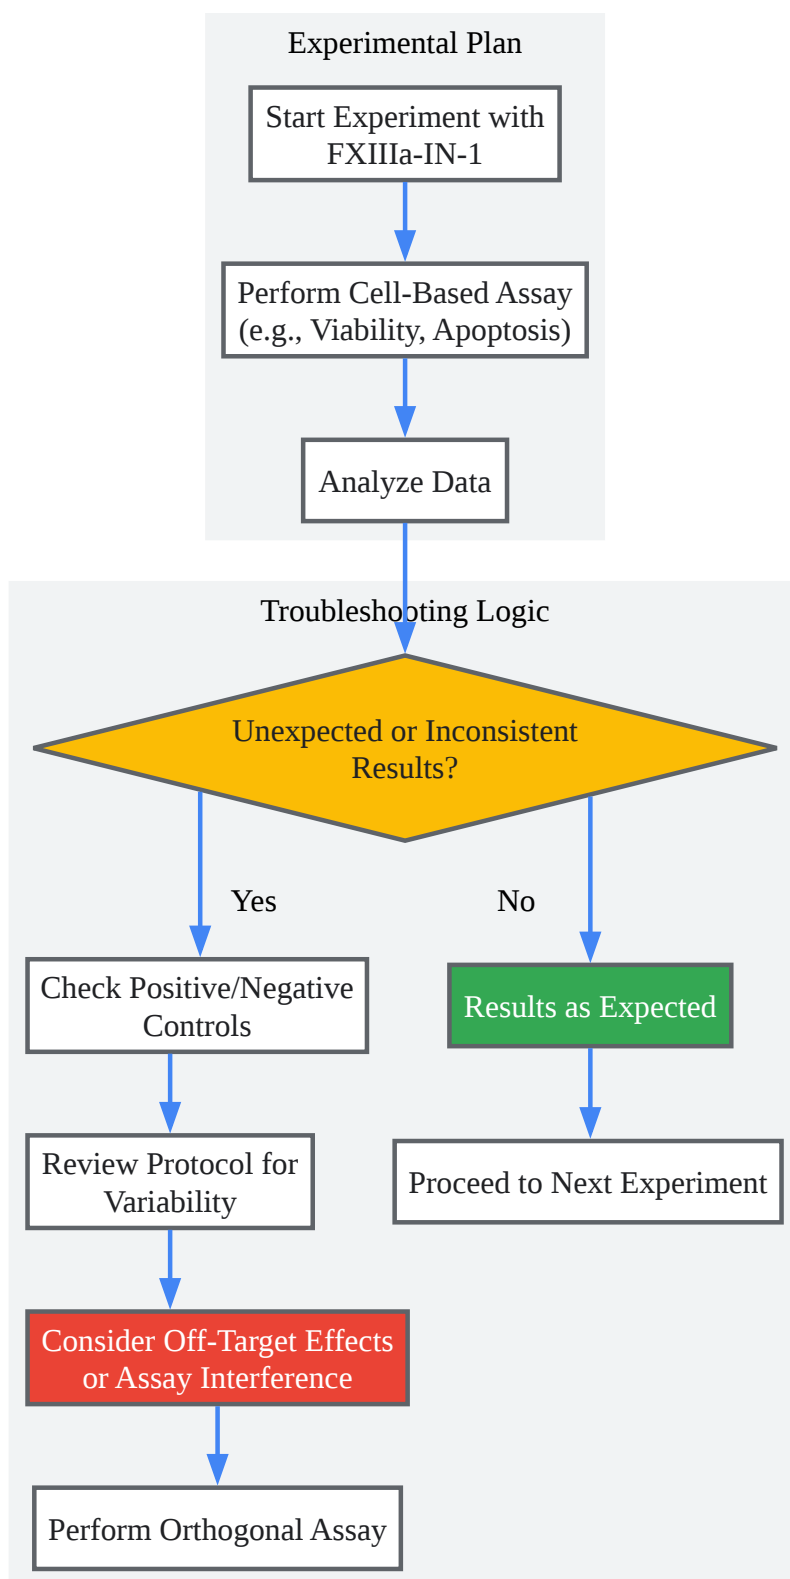 Experimental Plan
Start Experiment with
FXIIIa-IN-1
Perform Cell-Based Assay
(e.g., Viability, Apoptosis)
Analyze Data
Troubleshooting Logic
Unexpected or Inconsistent
Results?
Yes
No
Check Positive/Negative
Controls
Results as Expected
Review Protocol for
Variability
Proceed to Next Experiment
Consider Off-Target Effects
or Assay Interference
Perform Orthogonal Assay